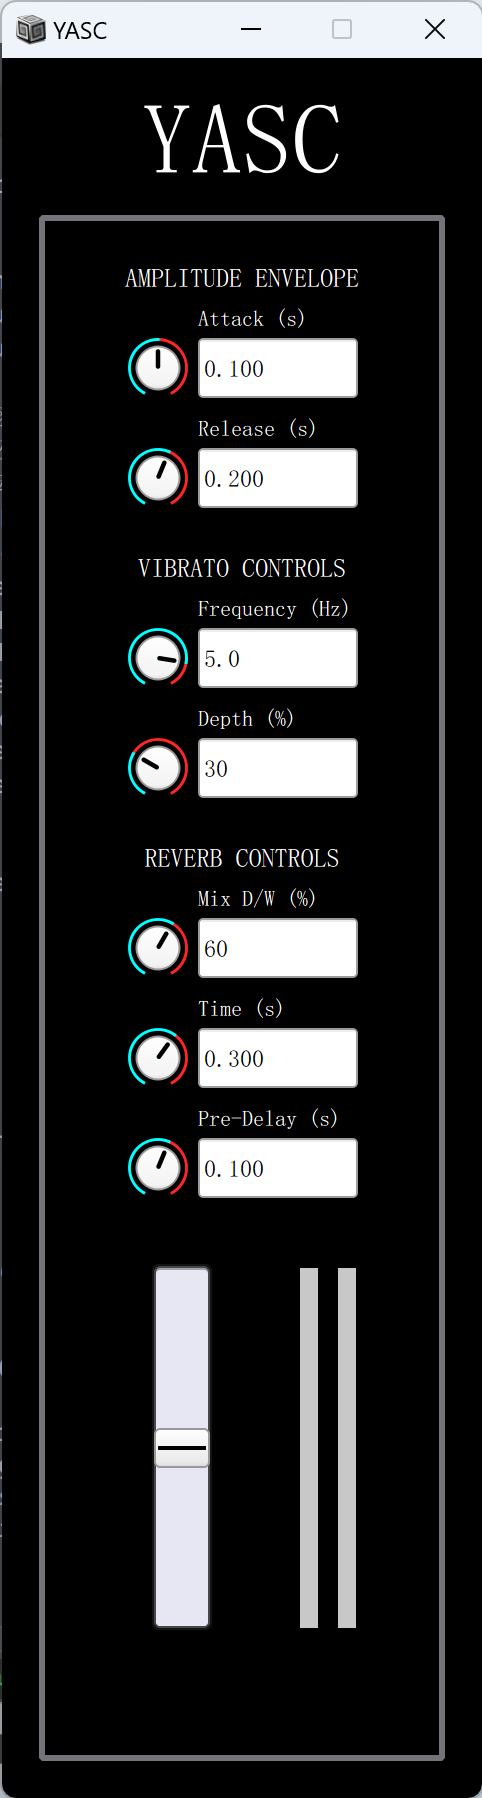 YASC
YASC
AMPLITUDE ENVELOPE
Attack (s)
0.100
Release (s)
0.200
VIBRATO CONTROLS
Frequency (Hz)
5.0
Depth (%)
30
REVERB CONTROLS
Mix D/W (%)
60
Time (s)
0.300
Pre-Delay (s)
0.100